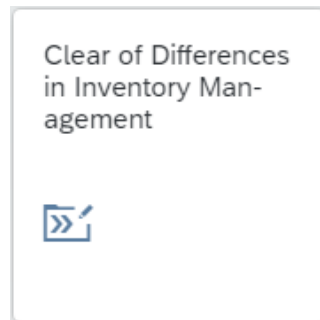 Clear of Differences
in Inventory Man-
agement